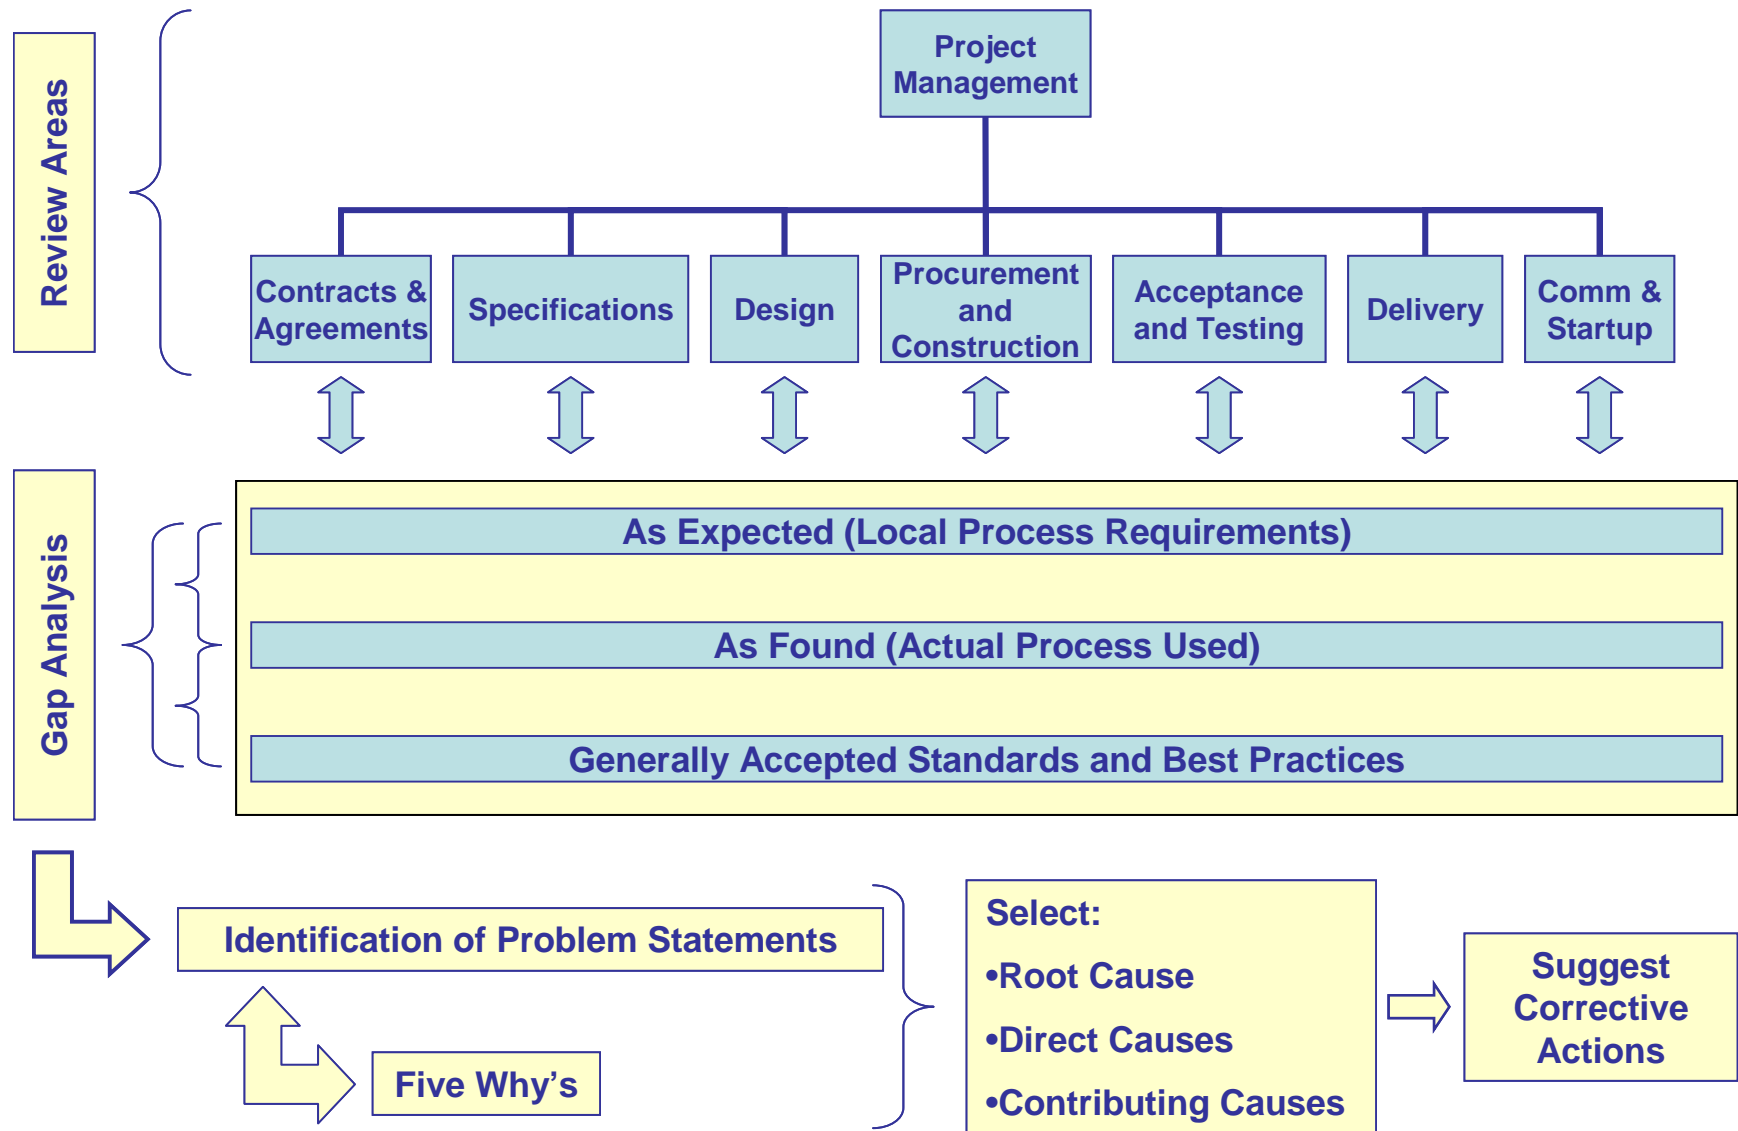 Review Areas
Project
Management
Contracts &
Agreements
Specifications
Design
Procurement
and
Construction
Acceptance
and Testing
Delivery
Comm &
Startup
Gap Analysis
As Expected (Local Process Requirements)
As Found (Actual Process Used)
Generally Accepted Standards and Best Practices
Identification of Problem Statements
Five Why’s
Select:
•Root Cause
•Direct Causes
•Contributing Causes
Suggest
Corrective
Actions